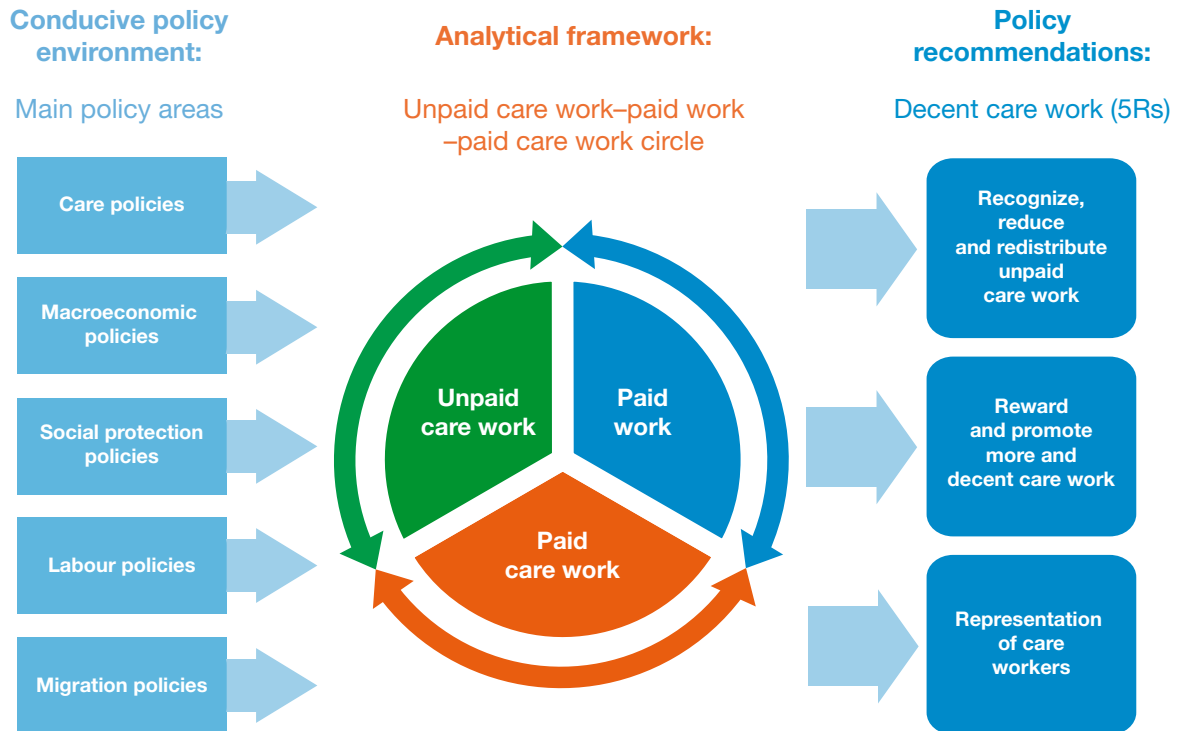 Conducive policy
environment:
Main policy areas
Care policies
Macroeconomic
policies
Social protection
policies
Labour policies
Migration policies
Analytical framework:
Unpaid care work–paid work
–paid care work circle
Unpaid
care work
Paid
work
Paid
care work
Policy
recommendations:
Decent care work (5Rs)
Recognize,
reduce
and redistribute
unpaid
care work
Reward
and promote
more and
decent care work
Representation
of care
workers